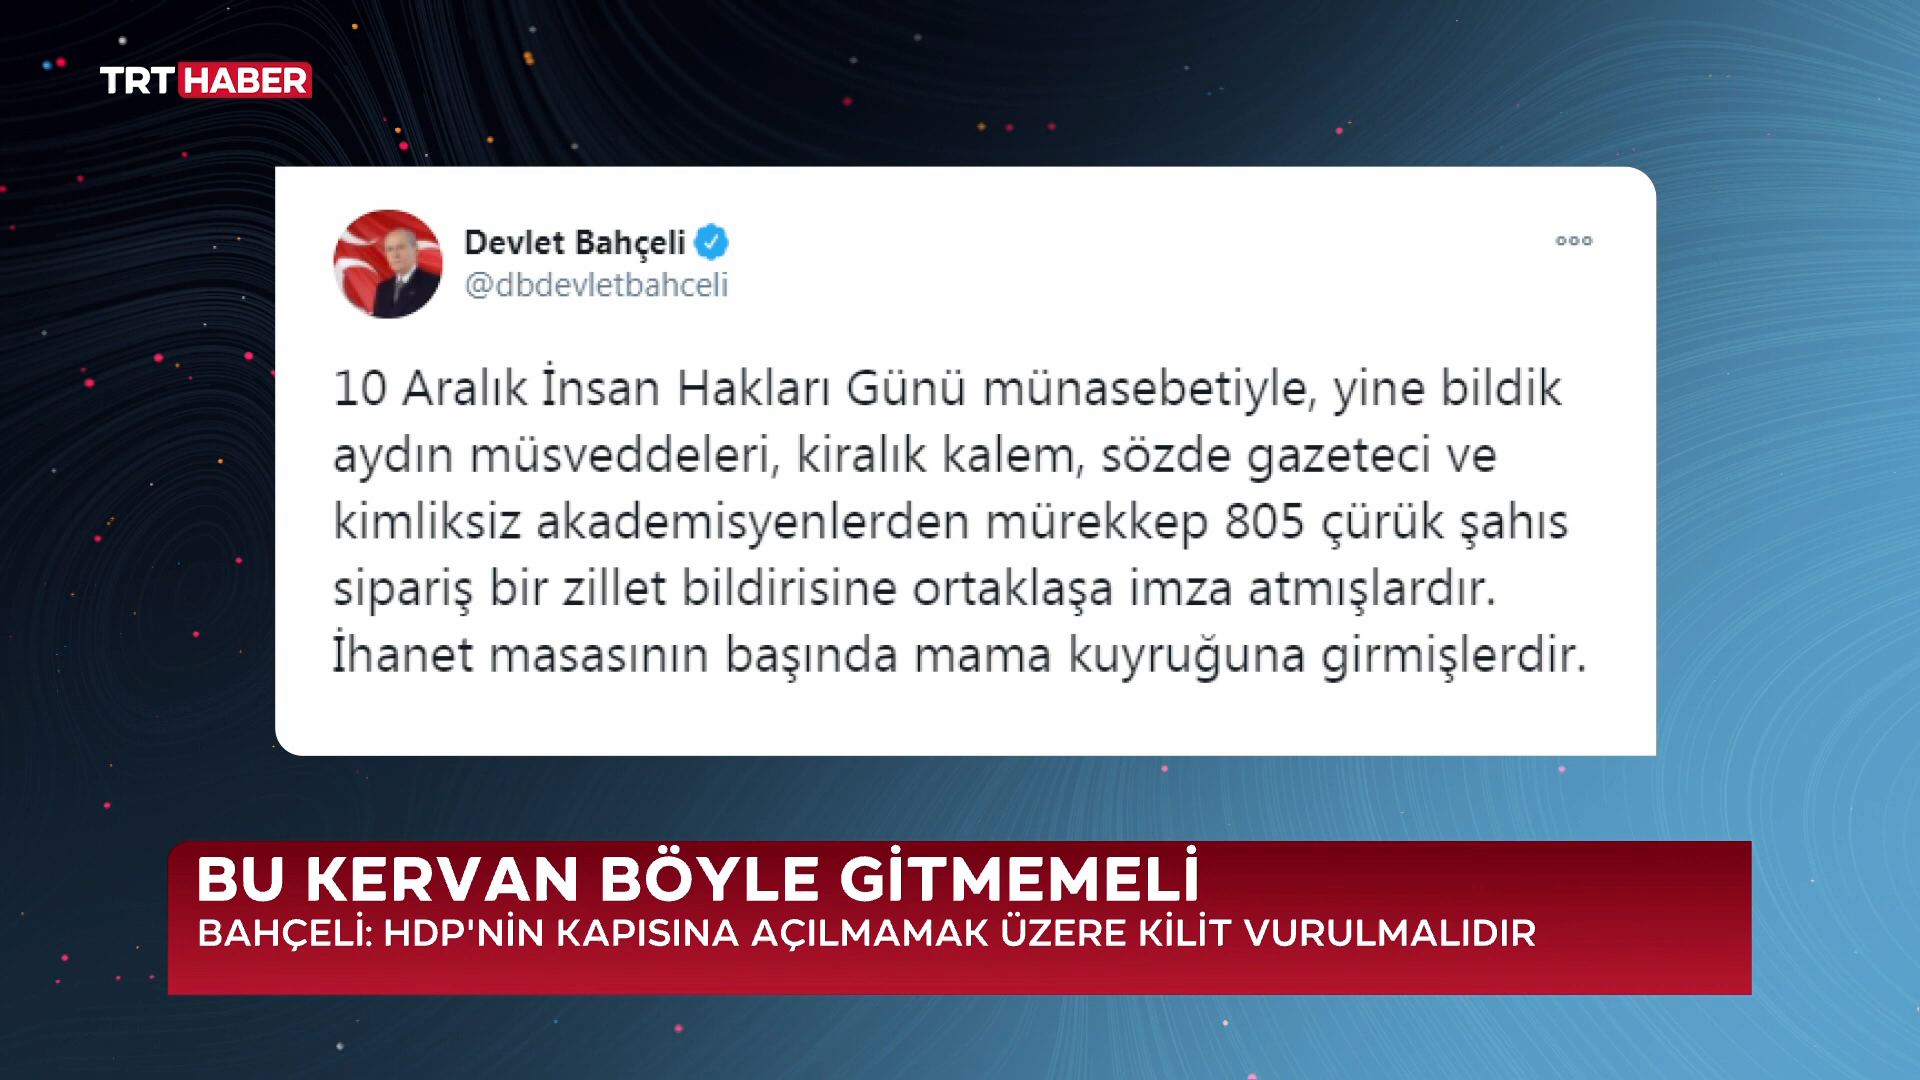 TRT HABER
Devlet Bahçeli
@dbdevletbahceli
10 Aralık İnsan Hakları Günü münasebetiyle, yine bildik
aydın müsveddeleri, kiralık kalem, sözde gazeteci ve
kimliksiz akademisyenlerden mürekkep 805 çürük şahıs
sipariş bir zillet bildirisine ortaklaşa imza atmışlardır.
İhanet masasının başında mama kuyruğuna girmişlerdir.
BU KERVAN BÖYLE GİTMEMELİ
BAHÇELİ: HDP'NİN KAPISINA AÇILMAMAK ÜZERE KİLİT VURULMALIDIR